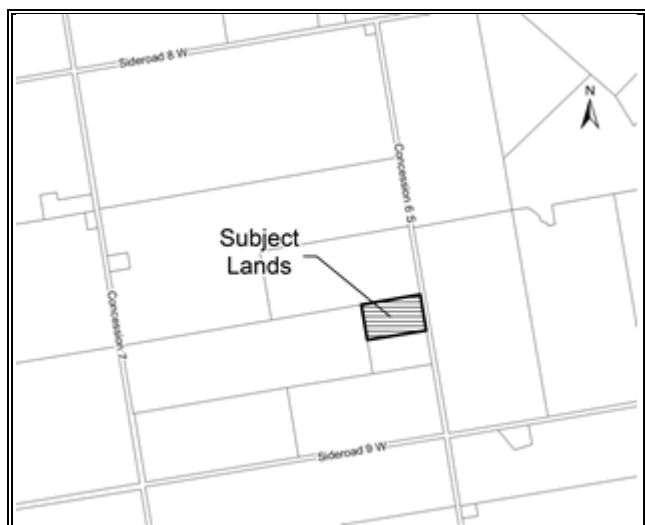 Sideroad 8 W
N
Concession 6 S
Subject
Lands
Concession 7
Sideroad 9 W